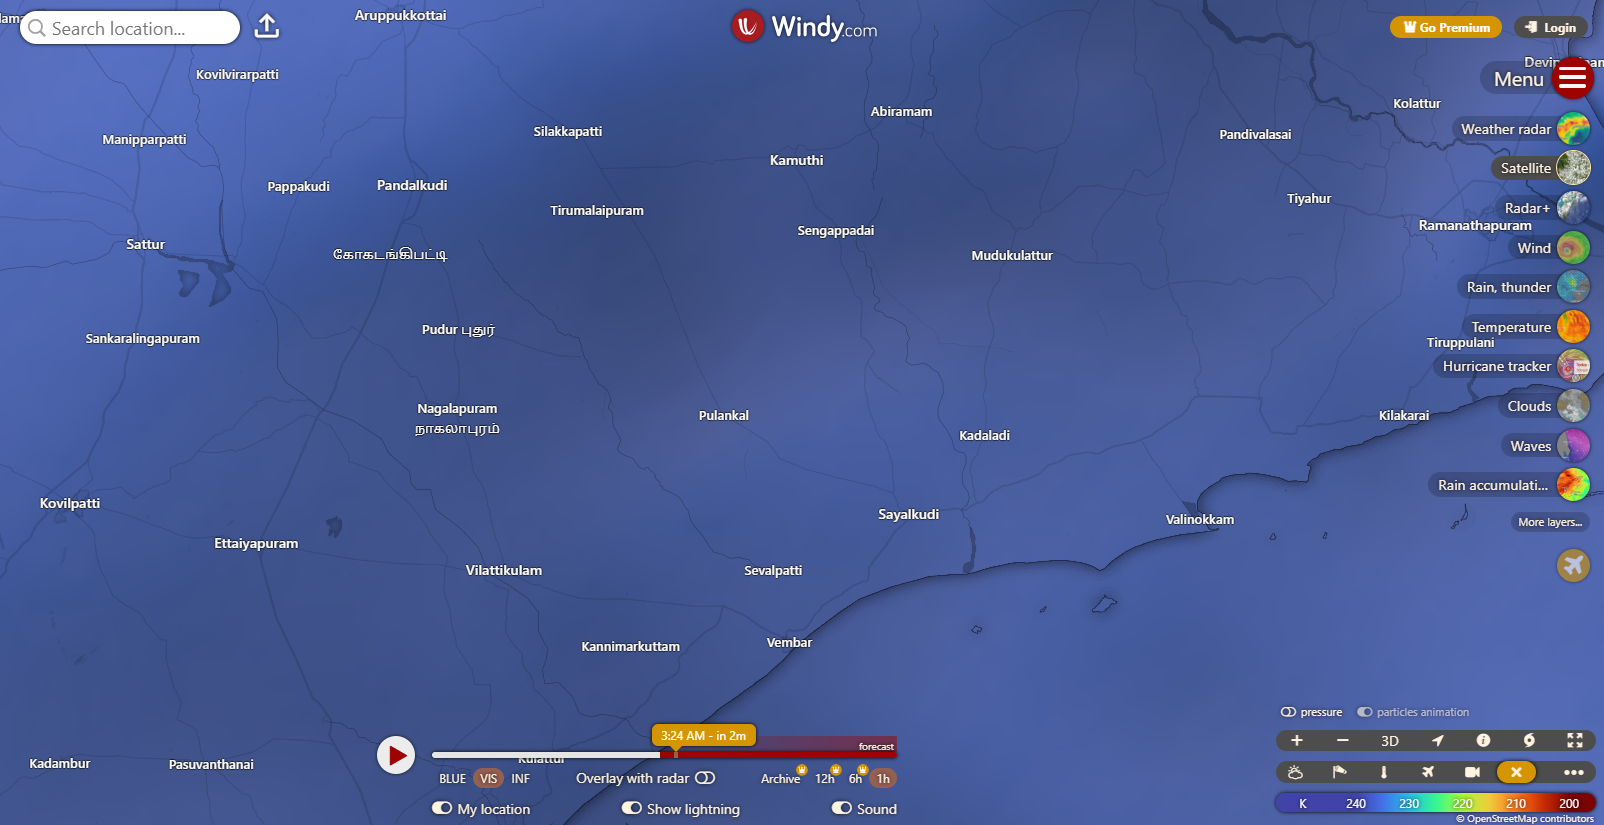 Aruppukkottai
Search location...
Windy.com
Go Premium
Login
Kovilvirarpatti
Menu
Kolattur
Abiramam
Silakkapatti
Pandivalasai
Weather radar
Manipparpatti
Kamuthi
Satellite
Pappakudi
Pandalkudi
Tiyahur
Radar+
Tirumalaipuram
Ramanathapuram
Sengappadai
Sattur
Wind
கோகடங்கிபட்டி
Mudukulattur
Rain, thunder
Pudur புதுர்
Temperature
Sankaralingapuram
Tiruppulani
Hurricane tracker
Nagalapuram
நாகலாபுரம்
Pulankal
Kilakarai
Clouds
Kadaladi
Waves
Rain accumulati...
Kovilpatti
Sayalkudi
Valinokkam
More layers...
Ettaiyapuram
Vilattikulam
Sevalpatti
Kannimarkuttam
Vembar
pressure
particles animation
3:24 AM - in 2m
3D
forecast
Kadambur
Pasuvanthanai
Kulattur
BLUE VIS INF
Overlay with radar
Archive 12h 6h 1h
My location
Show lightning
Sound
K 240 230 220 210 200
© OpenStreetMap contributors